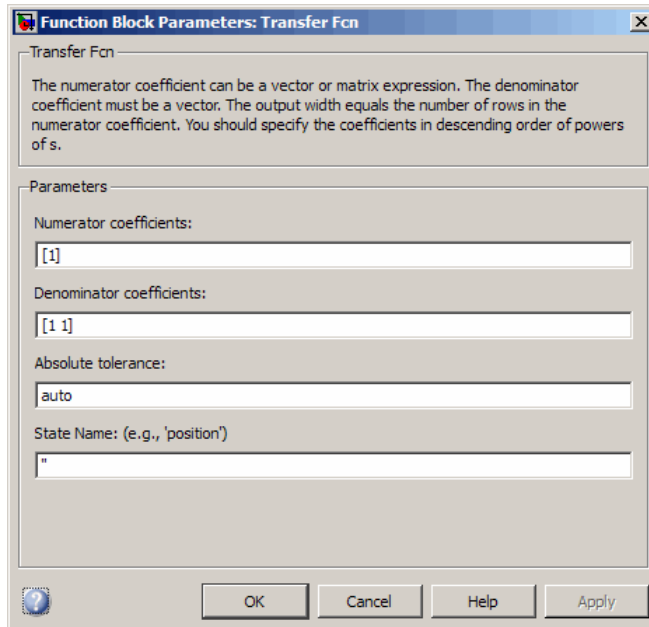 Function Block Parameters: Transfer Fcn
Transfer Fcn
The numerator coefficient can be a vector or matrix expression. The denominator
coefficient must be a vector. The output width equals the number of rows in the
numerator coefficient. You should specify the coefficients in descending order of powers
of s.
Parameters
Numerator coefficients:
[1]
Denominator coefficients:
[1 1]
Absolute tolerance:
auto
State Name: (e.g., 'position')
''
OK Cancel Help Apply